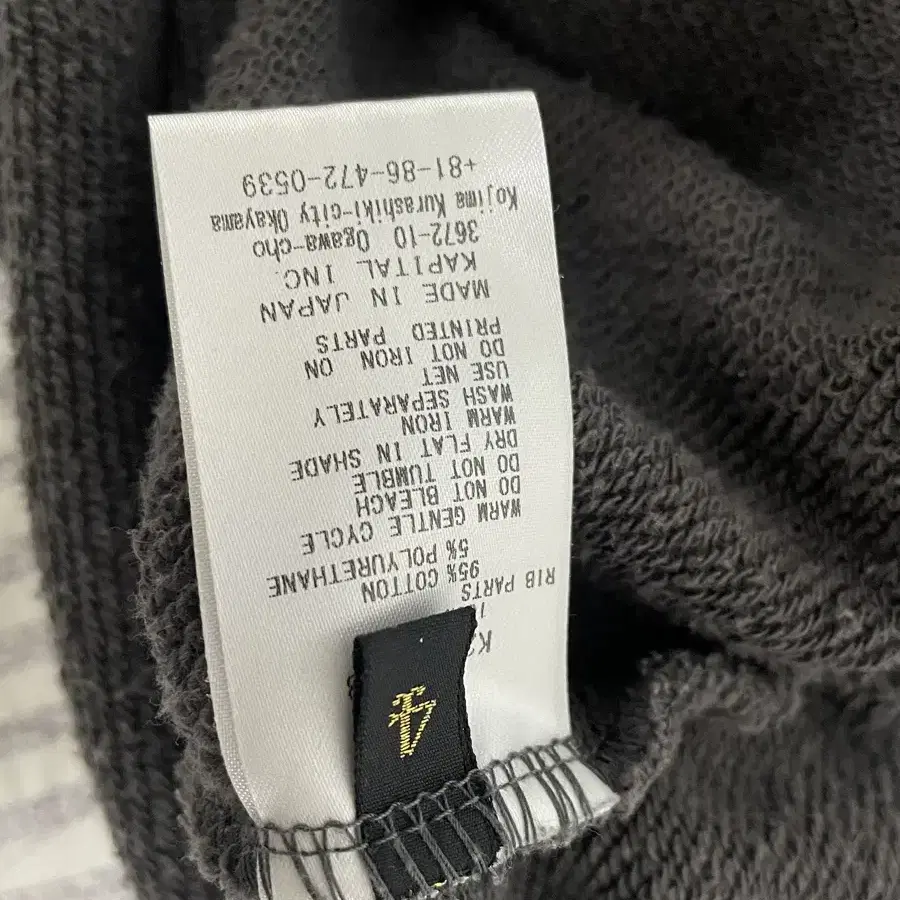 4
RIB PARTS
95% COTTON
5% POLYURETHANE
WARM GENTLE CYCLE
DO NOT BLEACH
DO NOT TUMBLE
DRY FLAT IN SHADE
WARM IRON
WASH SEPARATELY
USE NET
DO NOT IRON ON
PRINTED PARTS
MADE IN JAPAN
KAPITAL INC.
3672-10 Ogawa-cho
Kojima Kurashiki-city Okayama
+81-86-472-0539